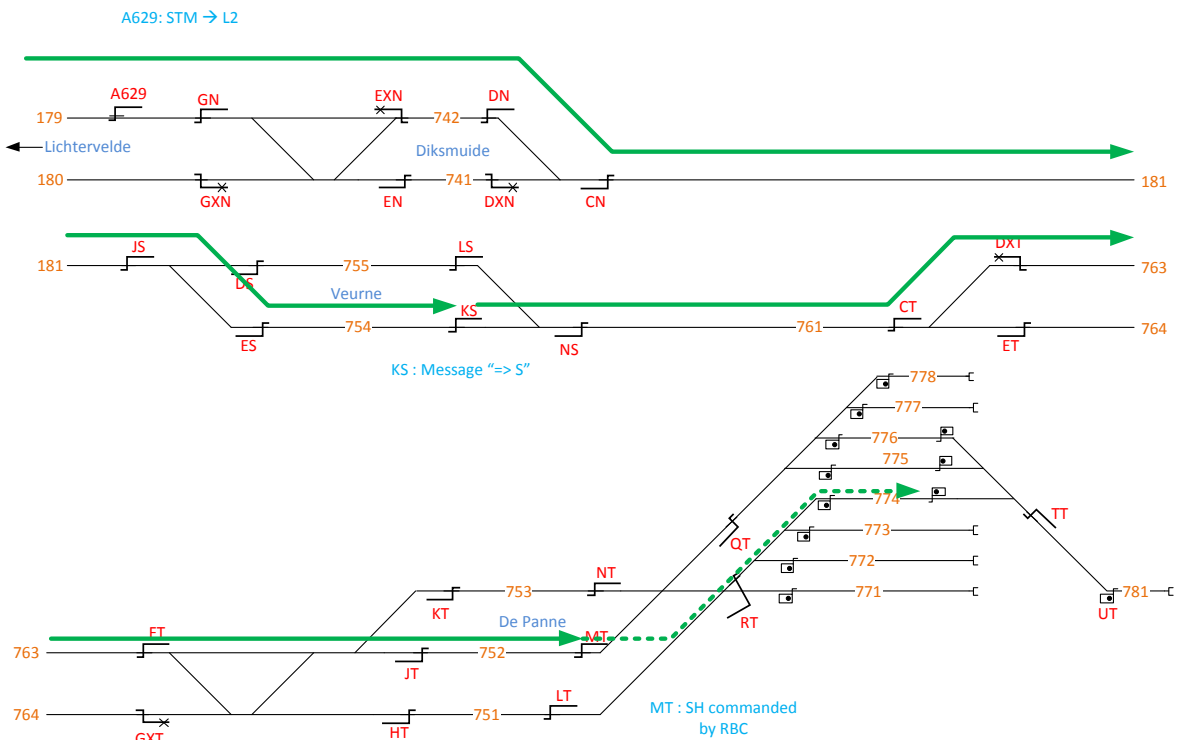 A629: STM → L2
A629
GN
EXN
DN
179
742
Lichtervelde
Diksmuide
180
741
181
GXN
EN
DXN
CN
JS
LS
DXT
181
DS
755
763
Veurne
KS
CT
754
761
764
ES
NS
ET
KS : Message “=> S”
778
777
776
775
774
773
772
771
781
QT
TT
RT
UT
NT
753
KT
De Panne
FT
MT
763
752
JT
LT
764
751
GXT
HT
MT : SH commanded
by RBC